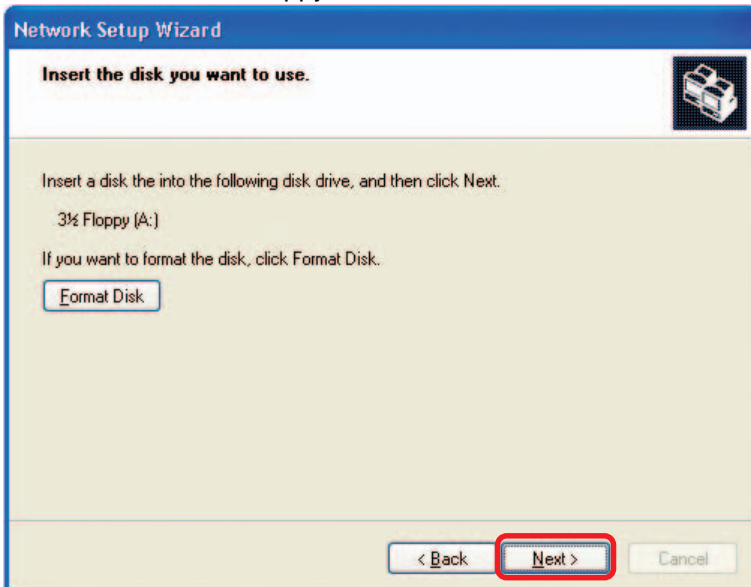 Network Setup Wizard
Insert the disk you want to use.
Insert a disk the into the following disk drive, and then click Next.
3½ Floppy (A:)
If you want to format the disk, click Format Disk.
Format Disk
< Back Next > Cancel